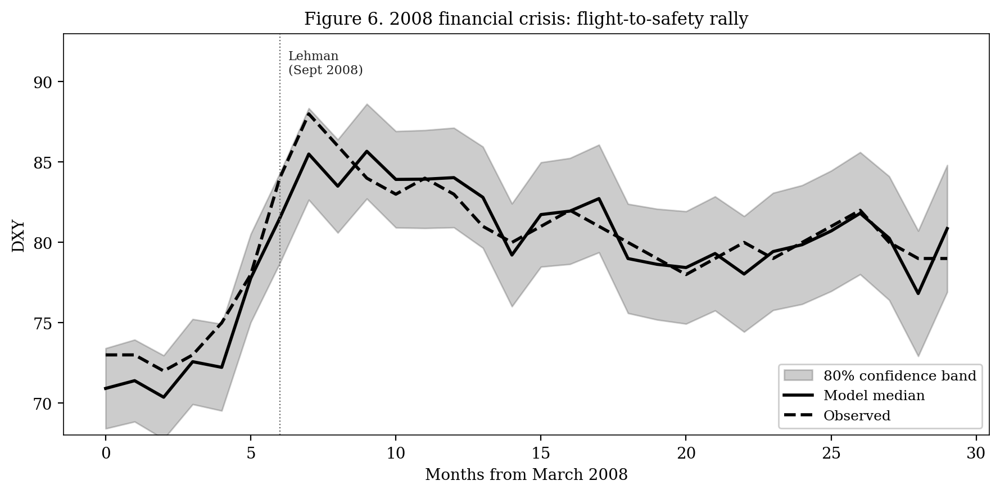 Figure 6. 2008 financial crisis: flight-to-safety rally
Lehman
(Sept 2008)
DXY
90
85
80
75
70
80% confidence band
Model median
Observed
0 5 10 15 20 25 30
Months from March 2008